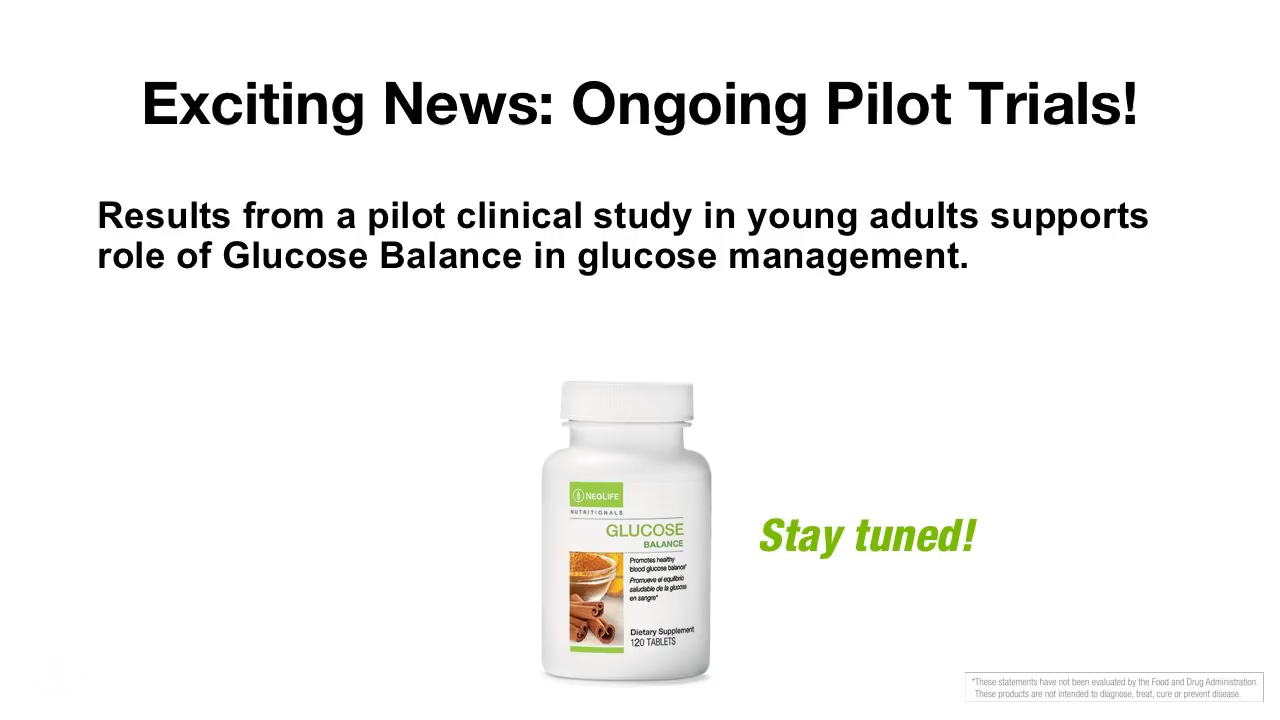 Exciting News: Ongoing Pilot Trials!
Results from a pilot clinical study in young adults supports
role of Glucose Balance in glucose management.
NEOLIFE
NUTRITIONALS
GLUCOSE
BALANCE
Promotes healthy
blood glucose balance*
Promueve el equilibrio
saludable de la glucosa
en sangre*
Dietary Supplement
120 TABLETS
Stay tuned!
*These statements have not been evaluated by the Food and Drug Administration.
These products are not intended to diagnose, treat, cure or prevent disease.